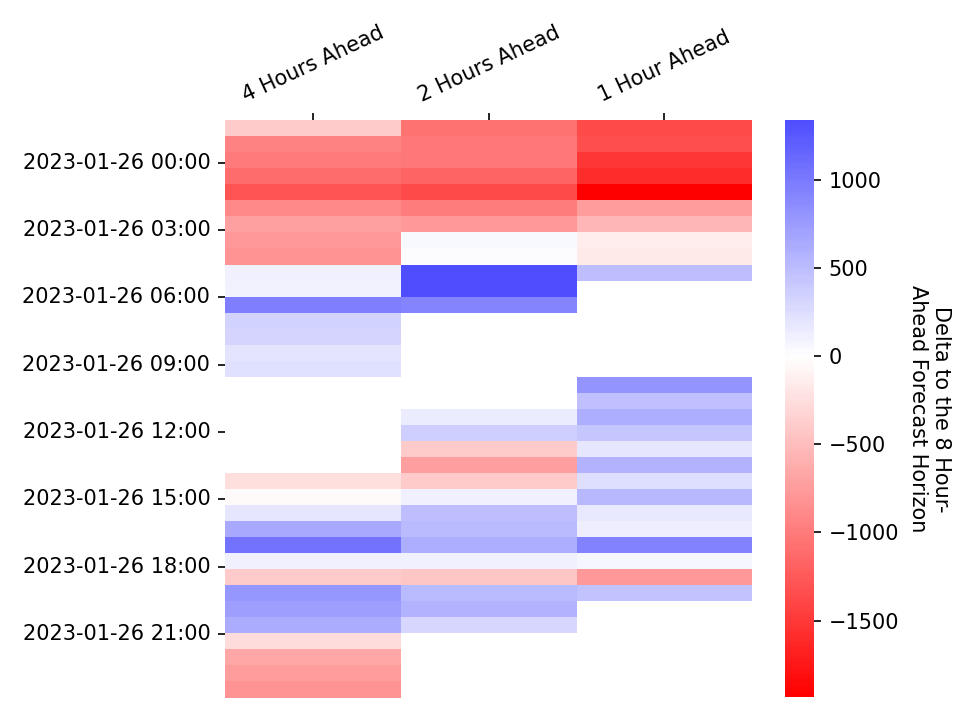 4 Hours Ahead
2 Hours Ahead
1 Hour Ahead
2023-01-26 00:00
2023-01-26 03:00
2023-01-26 06:00
2023-01-26 09:00
2023-01-26 12:00
2023-01-26 15:00
2023-01-26 18:00
2023-01-26 21:00
1000
500
0
−500
−1000
−1500
Delta to the 8 Hour-
Ahead Forecast Horizon